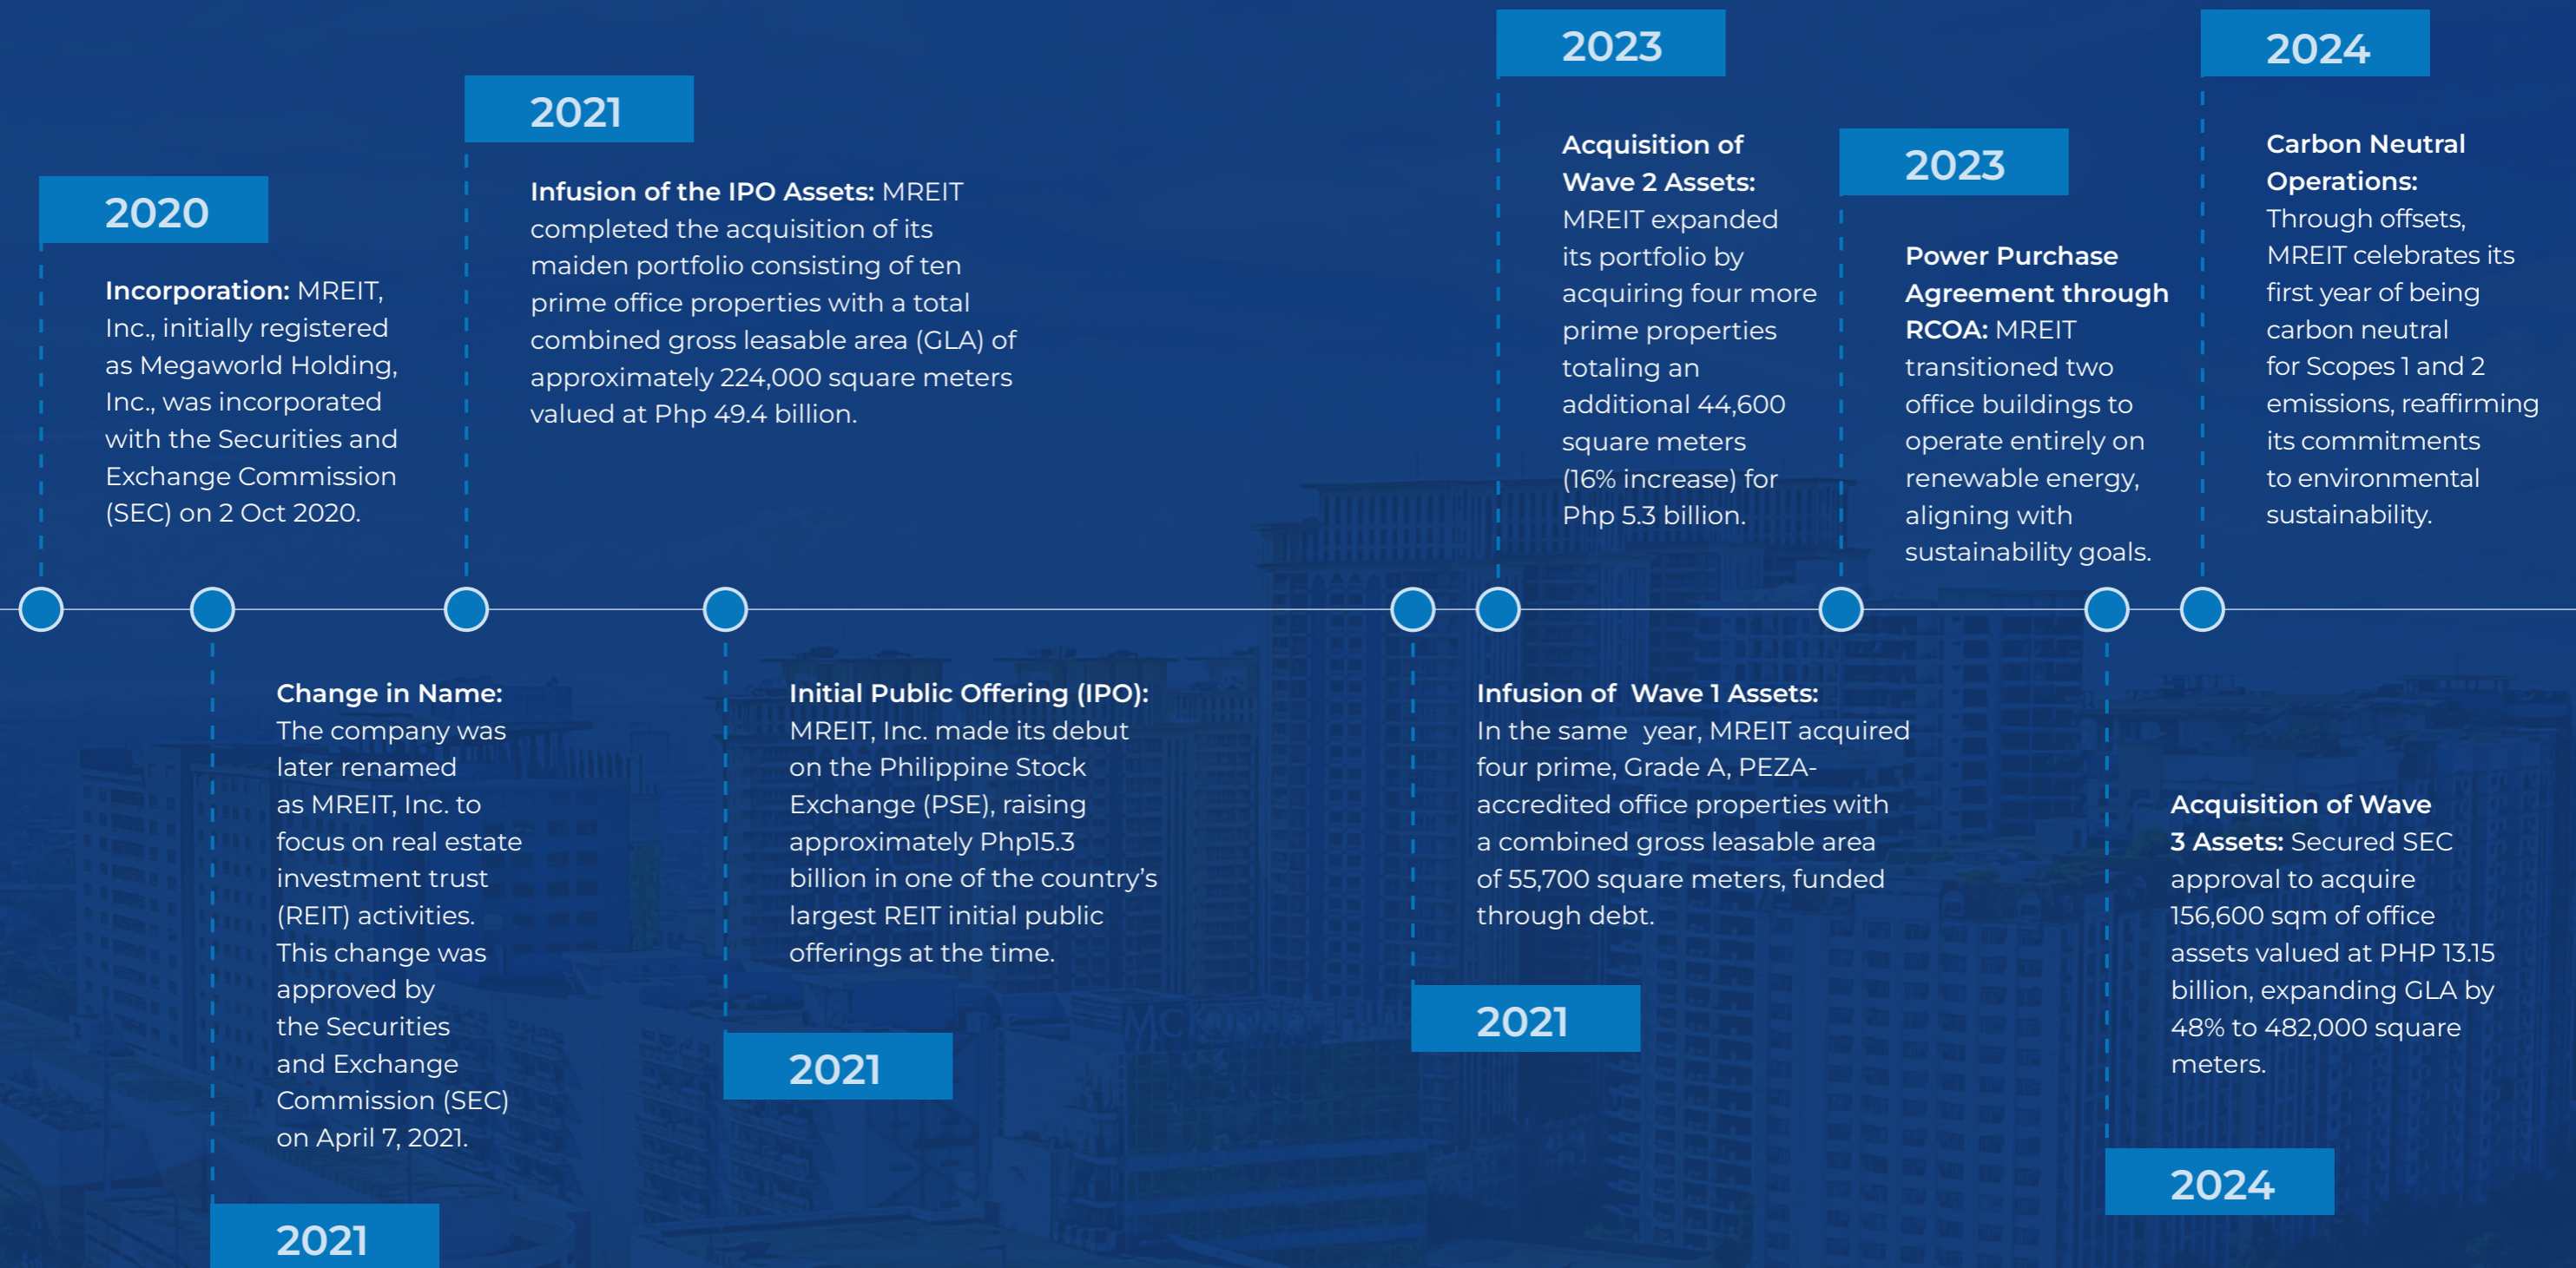 2020
Incorporation: MREIT,
Inc., initially registered
as Megaworld Holding,
Inc., was incorporated
with the Securities and
Exchange Commission
(SEC) on 2 Oct 2020.
Change in Name:
The company was
later renamed
as MREIT, Inc. to
focus on real estate
investment trust
(REIT) activities.
This change was
approved by
the Securities
and Exchange
Commission (SEC)
on April 7, 2021.
2021
2021
Infusion of the IPO Assets: MREIT
completed the acquisition of its
maiden portfolio consisting of ten
prime office properties with a total
combined gross leasable area (GLA) of
approximately 224,000 square meters
valued at Php 49.4 billion.
Initial Public Offering (IPO):
MREIT, Inc. made its debut
on the Philippine Stock
Exchange (PSE), raising
approximately Php15.3
billion in one of the country's
largest REIT initial public
offerings at the time.
2021
Infusion of  Wave 1 Assets:
In the same  year, MREIT acquired
four prime, Grade A, PEZA-
accredited office properties with
a combined gross leasable area
of 55,700 square meters, funded
through debt.
2021
2023
Acquisition of
Wave 2 Assets:
MREIT expanded
its portfolio by
acquiring four more
prime properties
totaling an
additional 44,600
square meters
(16% increase) for
Php 5.3 billion.
2023
Power Purchase
Agreement through
RCOA: MREIT
transitioned two
office buildings to
operate entirely on
renewable energy,
aligning with
sustainability goals.
Acquisition of Wave
3 Assets: Secured SEC
approval to acquire
156,600 sqm of office
assets valued at PHP 13.15
billion, expanding GLA by
48% to 482,000 square
meters.
2024
2024
Carbon Neutral
Operations:
Through offsets,
MREIT celebrates its
first year of being
carbon neutral
for Scopes 1 and 2
emissions, reaffirming
its commitments
to environmental
sustainability.